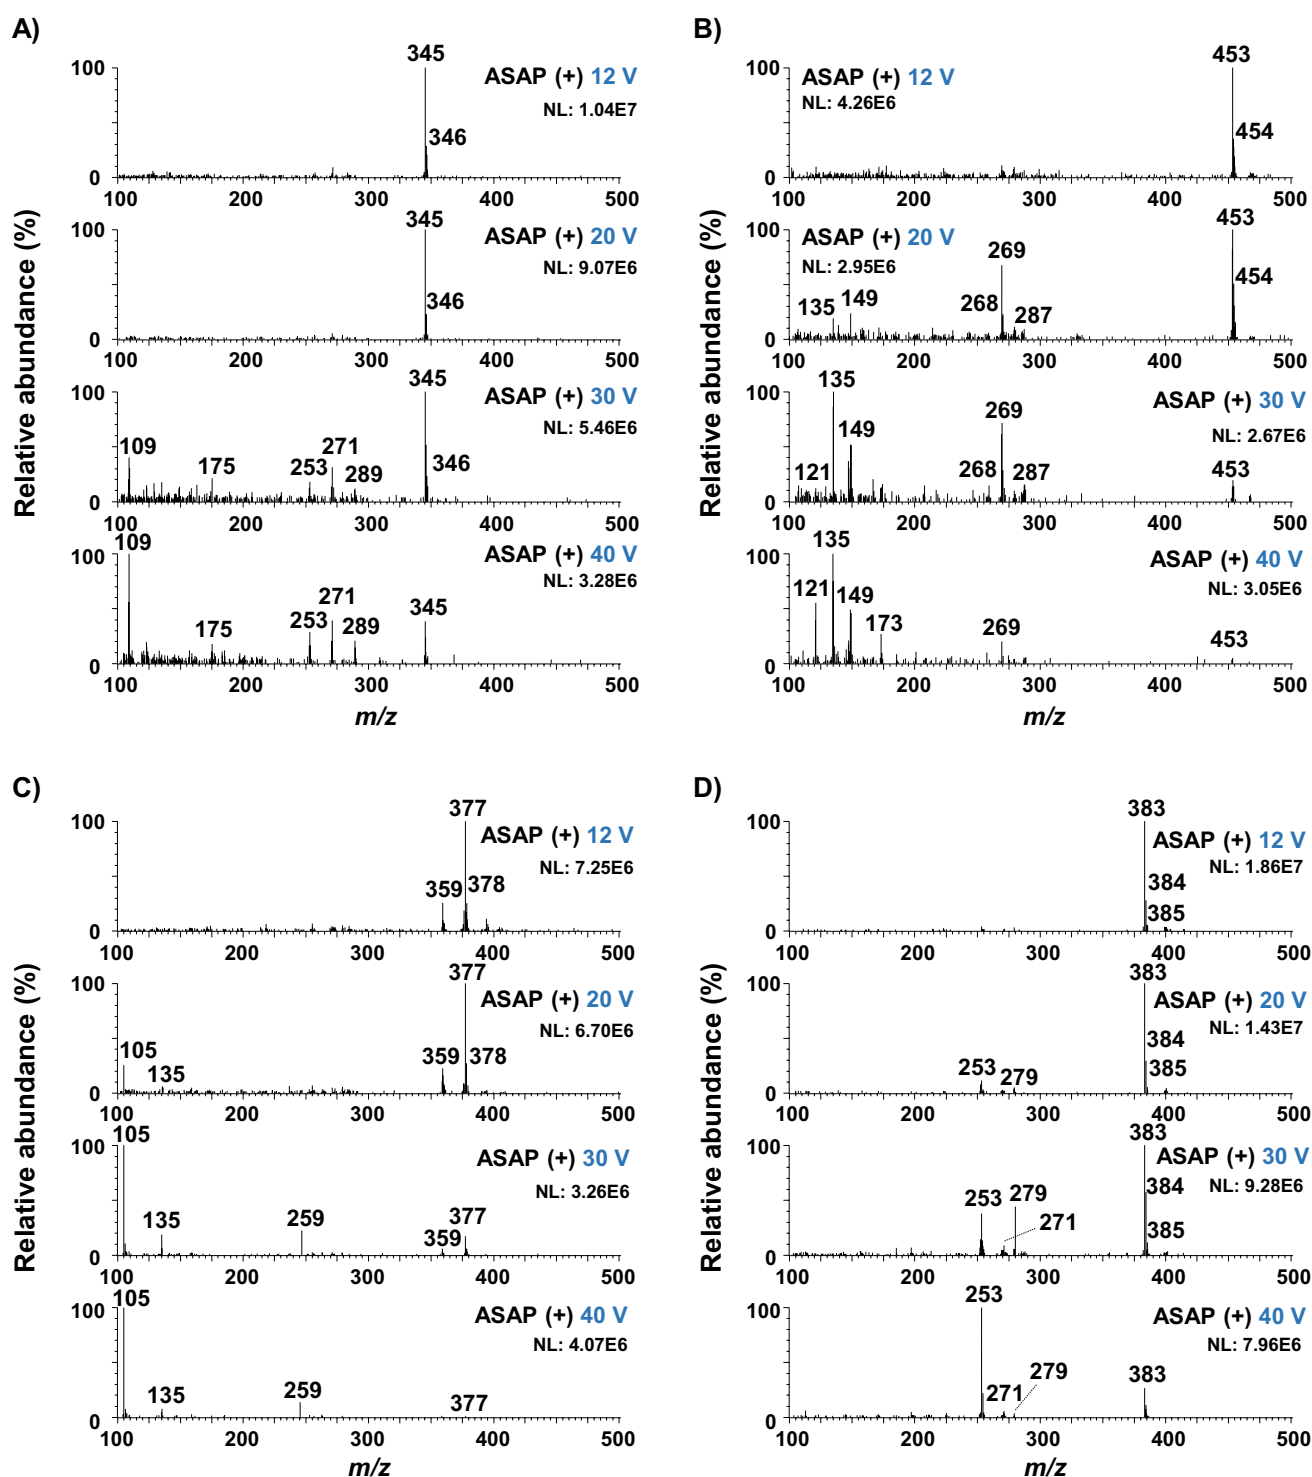 A)
345
100
ASAP (+) 12 V
NL: 1.04E7
346
0
100 200 300 400 500
345
100
ASAP (+) 20 V
NL: 9.07E6
346
0
100 200 300 400 500
345
100
ASAP (+) 30 V
NL: 5.46E6
109
175
253
271
289
346
0
100 200 300 400 500
109
100
ASAP (+) 40 V
NL: 3.28E6
175
253
271
289
345
0
100 200 300 400 500
m/z
Relative abundance (%)
B)
453
100
ASAP (+) 12 V
NL: 4.26E6
454
0
100 200 300 400 500
453
100
ASAP (+) 20 V
NL: 2.95E6
135
149
268
269
287
454
0
100 200 300 400 500
135
100
ASAP (+) 30 V
NL: 2.67E6
121
149
268
269
287
453
0
100 200 300 400 500
135
100
ASAP (+) 40 V
NL: 3.05E6
121
149
173
269
453
0
100 200 300 400 500
m/z
Relative abundance (%)
C)
377
100
ASAP (+) 12 V
NL: 7.25E6
359
378
0
100 200 300 400 500
377
100
ASAP (+) 20 V
NL: 6.70E6
105
135
359
378
0
100 200 300 400 500
105
100
ASAP (+) 30 V
NL: 3.26E6
135
259
359
377
0
100 200 300 400 500
105
100
ASAP (+) 40 V
NL: 4.07E6
135
259
377
0
100 200 300 400 500
m/z
Relative abundance (%)
D)
383
100
ASAP (+) 12 V
NL: 1.86E7
384
385
0
100 200 300 400 500
383
100
ASAP (+) 20 V
NL: 1.43E7
384
385
253
279
0
100 200 300 400 500
383
100
ASAP (+) 30 V
NL: 9.28E6
384
385
253
279
271
0
100 200 300 400 500
253
100
ASAP (+) 40 V
NL: 7.96E6
271
279
383
0
100 200 300 400 500
m/z
Relative abundance (%)